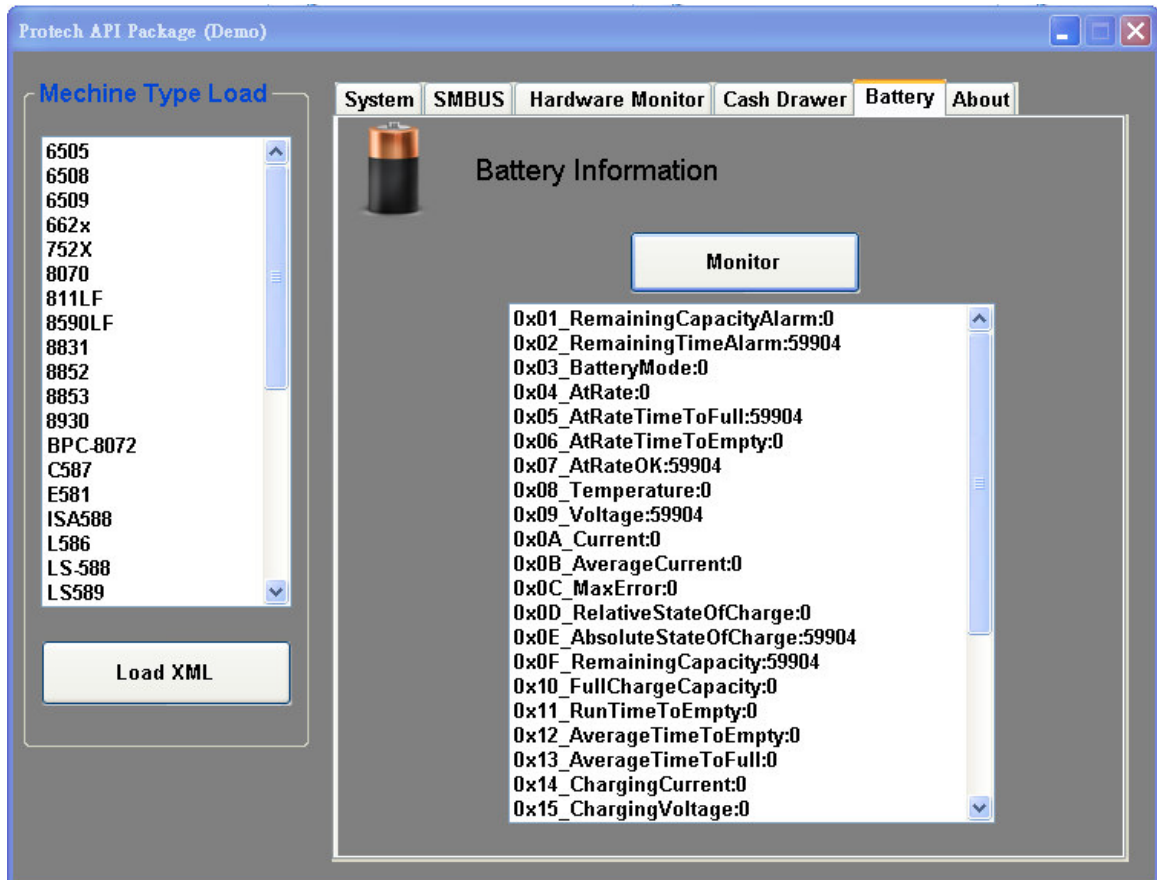 Protech API Package (Demo)
Mechine Type Load
6505
6508
6509
662x
752X
8070
811LF
8590LF
8831
8852
8853
8930
BPC-8072
C587
E581
ISA588
L586
LS-588
LS589
Load XML
System SMBUS Hardware Monitor Cash Drawer Battery About
Battery Information
Monitor
0x01_RemainingCapacityAlarm:0
0x02_RemainingTimeAlarm:59904
0x03_BatteryMode:0
0x04_AtRate:0
0x05_AtRateTimeToFull:59904
0x06_AtRateTimeToEmpty:0
0x07_AtRateOK:59904
0x08_Temperature:0
0x09_Voltage:59904
0x0A_Current:0
0x0B_AverageCurrent:0
0x0C_MaxError:0
0x0D_RelativeStateOfCharge:0
0x0E_AbsoluteStateOfCharge:59904
0x0F_RemainingCapacity:59904
0x10_FullChargeCapacity:0
0x11_RunTimeToEmpty:0
0x12_AverageTimeToEmpty:0
0x13_AverageTimeToFull:0
0x14_ChargingCurrent:0
0x15_ChargingVoltage:0